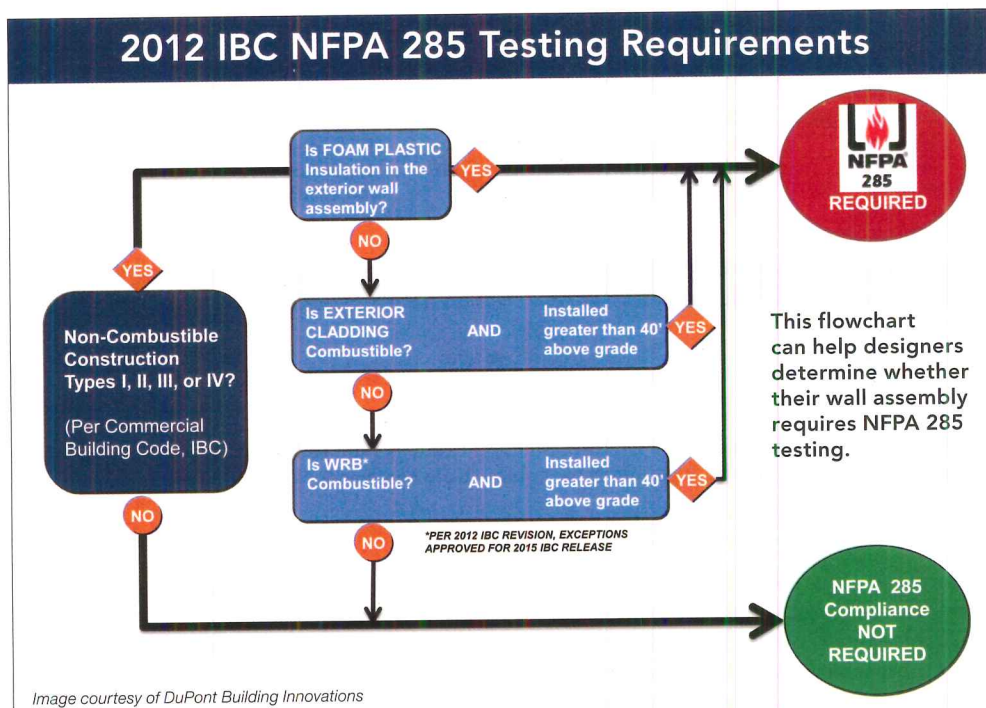 2012 IBC NFPA 285 Testing Requirements
Is FOAM PLASTIC
Insulation in the
exterior wall
assembly?
YES
NFPA
285
REQUIRED
NO
YES
Non-Combustible
Construction
Types I, II, III, or IV?
(Per Commercial
Building Code, IBC)
Is EXTERIOR
CLADDING
Combustible?
AND
Installed
greater than 40'
above grade
YES
This flowchart
can help designers
determine whether
their wall assembly
requires NFPA 285
testing.
NO
Is WRB*
Combustible?
AND
Installed
greater than 40'
above grade
YES
NO
NO
*PER 2012 IBC REVISION, EXCEPTIONS
APPROVED FOR 2015 IBC RELEASE
NFPA 285
Compliance
NOT
REQUIRED
Image courtesy of DuPont Building Innovations